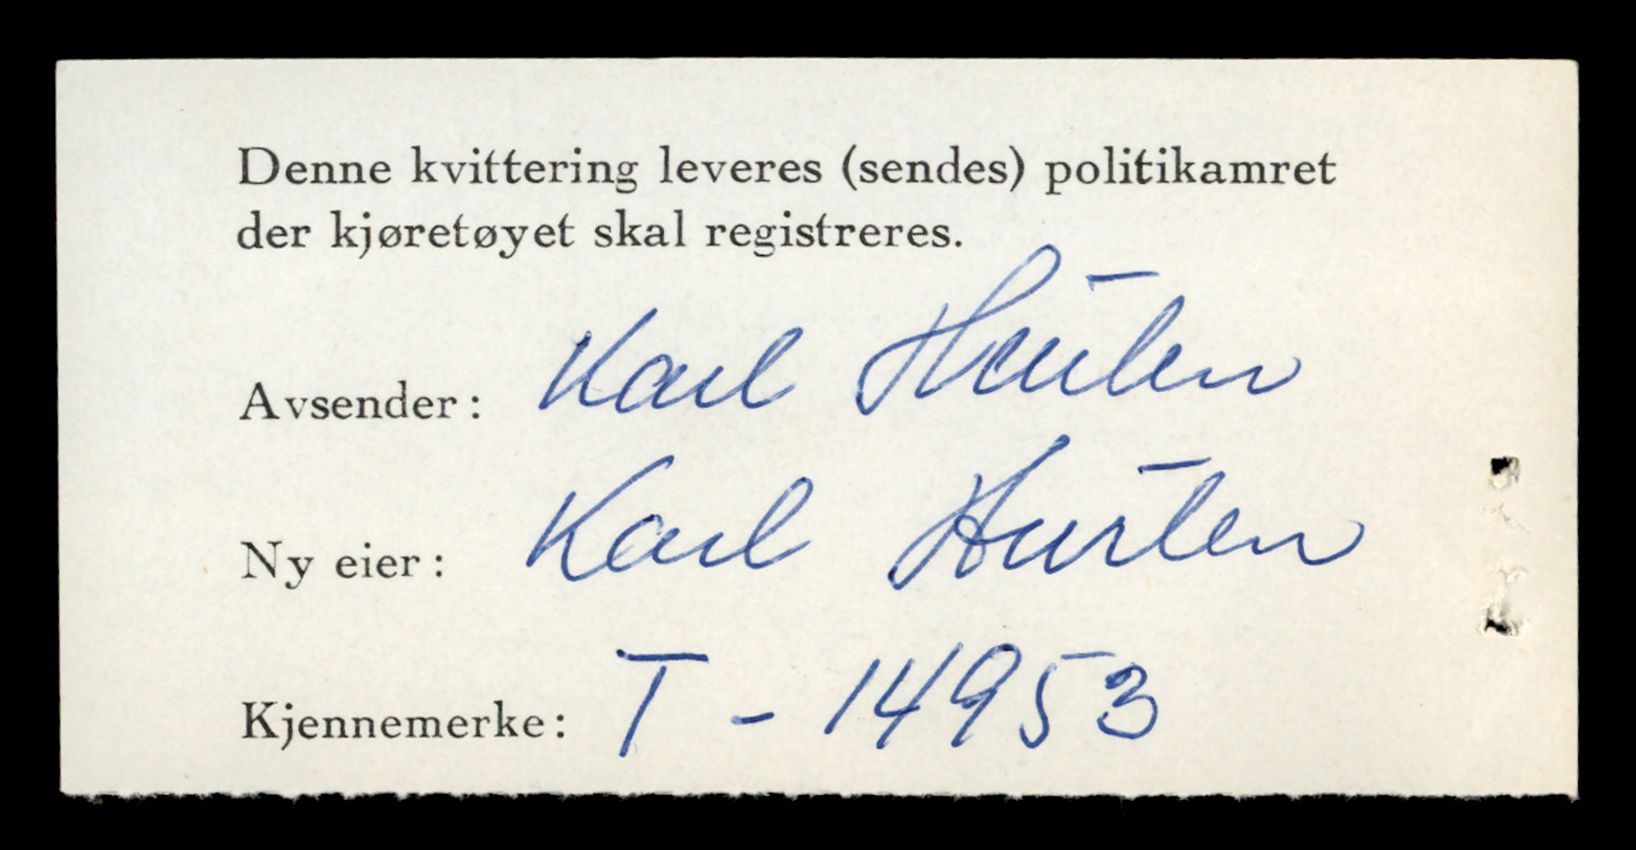 Denne kvittering leveres (sendes) politikamret
der kjøretøyet skal registreres.
Avsender: Karl Hurlen
Ny eier: Karl Hurlen
Kjennemerke: T - 14953